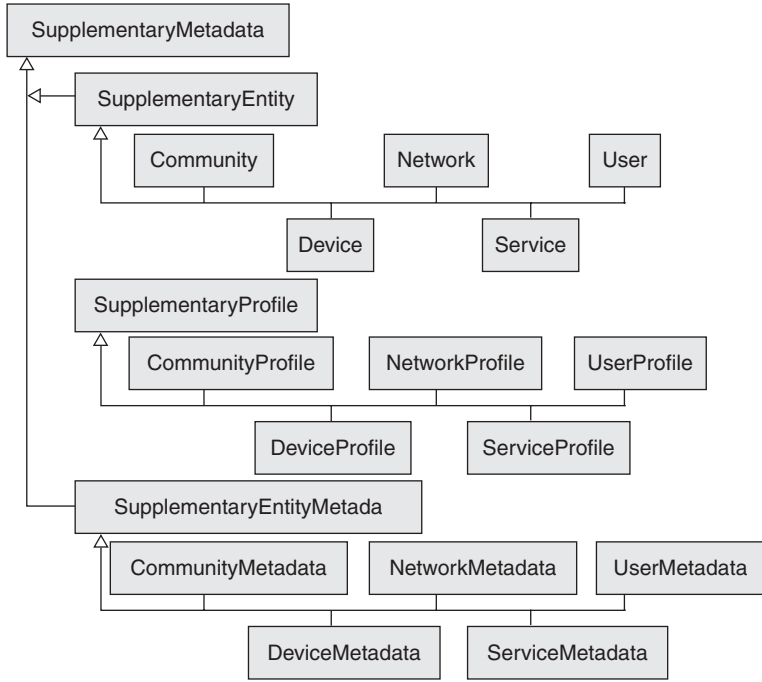 SupplementaryMetadata
SupplementaryEntity
Community
Network
User
Device
Service
SupplementaryProfile
CommunityProfile
NetworkProfile
UserProfile
DeviceProfile
ServiceProfile
SupplementaryEntityMetada
CommunityMetadata
NetworkMetadata
UserMetadata
DeviceMetadata
ServiceMetadata